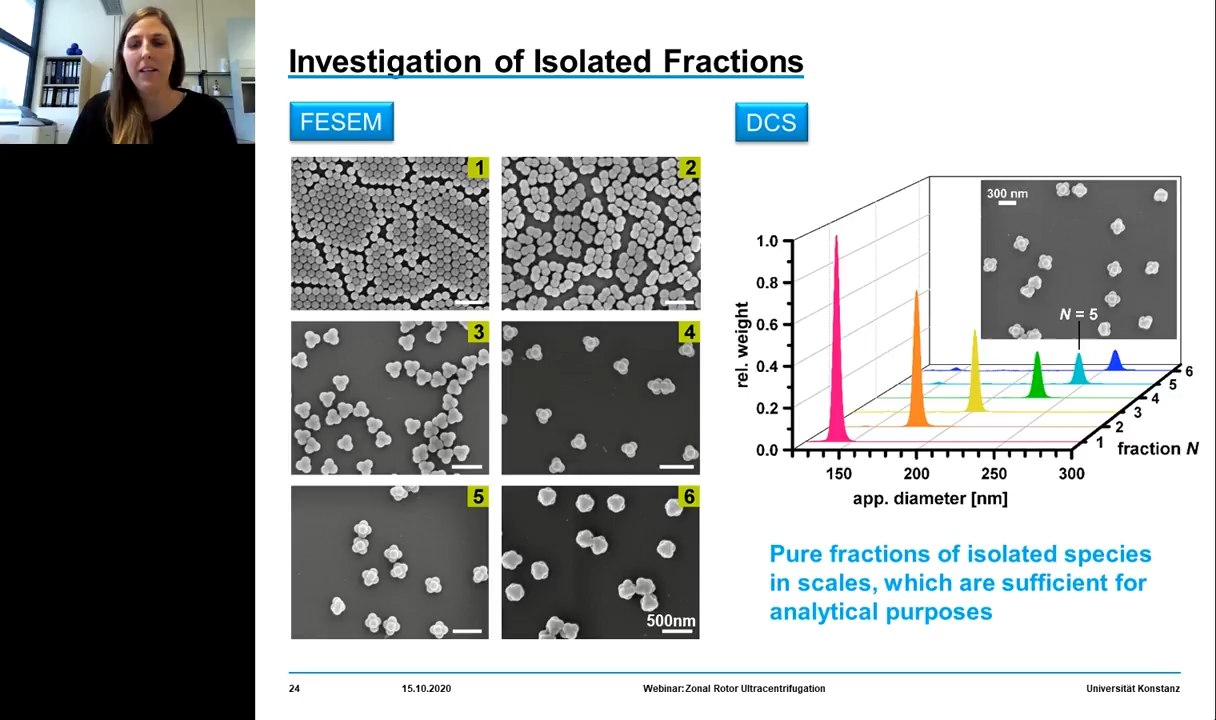 Investigation of Isolated Fractions
FESEM
DCS
1
2
3
4
5
6
500nm
300 nm
N = 5
1.0
0.8
0.6
0.4
0.2
0.0
rel. weight
150
200
250
300
app. diameter [nm]
1
2
3
4
5
6
fraction N
Pure fractions of isolated species
in scales, which are sufficient for
analytical purposes
24
15.10.2020
Webinar: Zonal Rotor Ultracentrifugation
Universität Konstanz